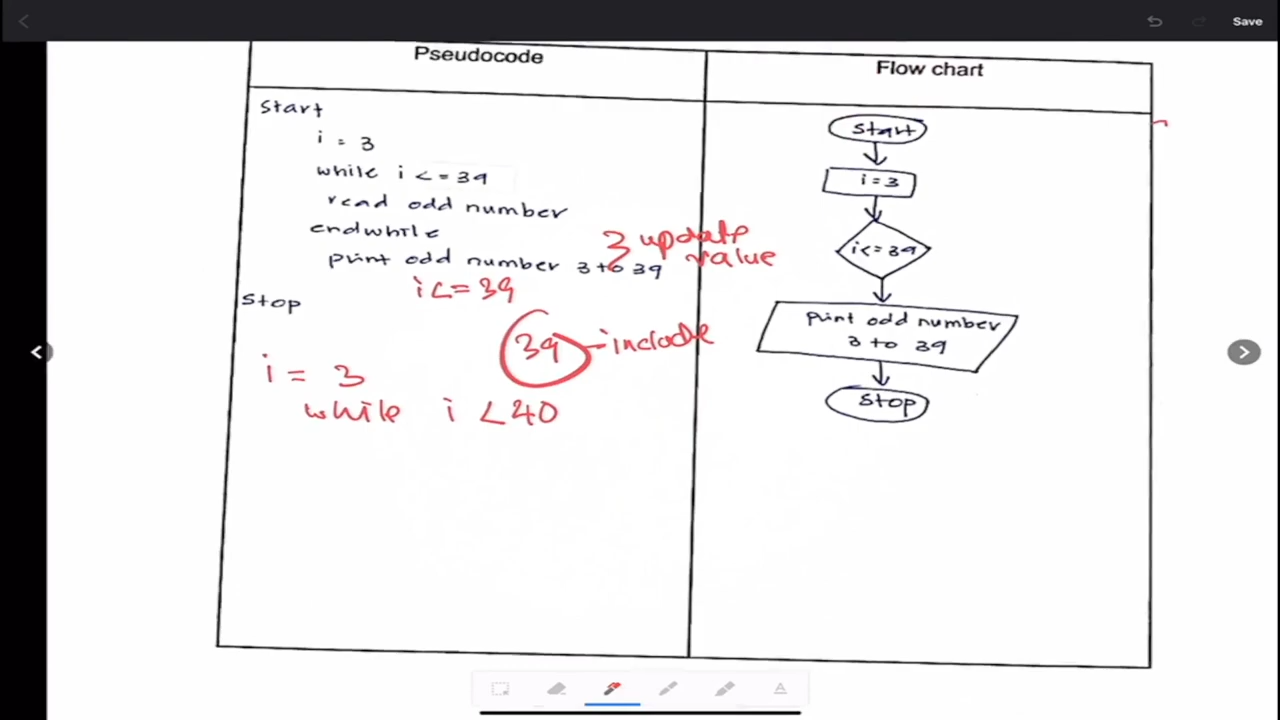 Save
Pseudocode
Start
i = 3
while i <= 39
read odd number
endwhile
print odd number 3 to 39
Stop
3 update
value
i <= 39
39 - include
i = 3
while i < 40
Flow chart
Start
i = 3
i <= 39
print odd number
3 to 39
Stop
A